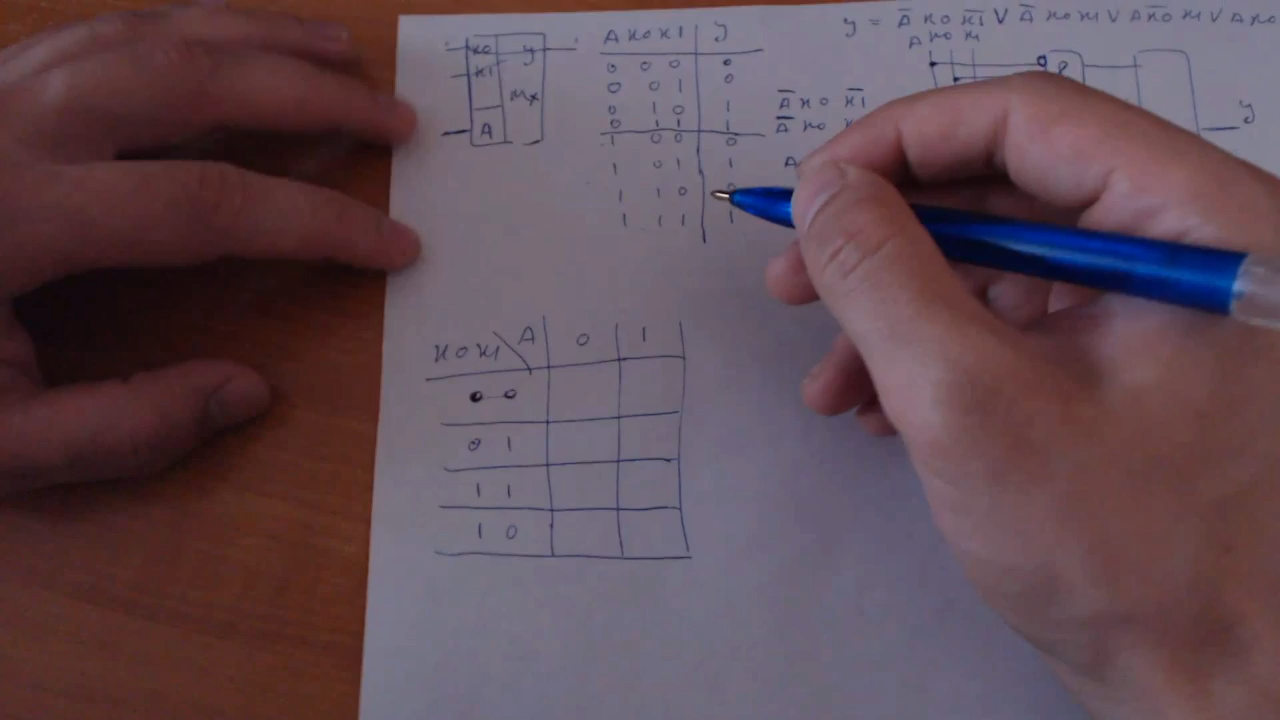 y = A̅ x0 x̅1̅ V A̅ x0 x1 V A x̅0̅ x1 V A x0
A x0 x1
x0 y
x1
Mx
A
A x0 x1 y
0 0 0 0
0 0 1 0
0 1 0 1
0 1 1 1
1 0 0 0
1 0 1 1
1 1 0 0
1 1 1 1
A̅ x0 x̅1̅
A̅ x0
A
y
x0 x1 \ A 0 1
0 0
0 1
1 1
1 0